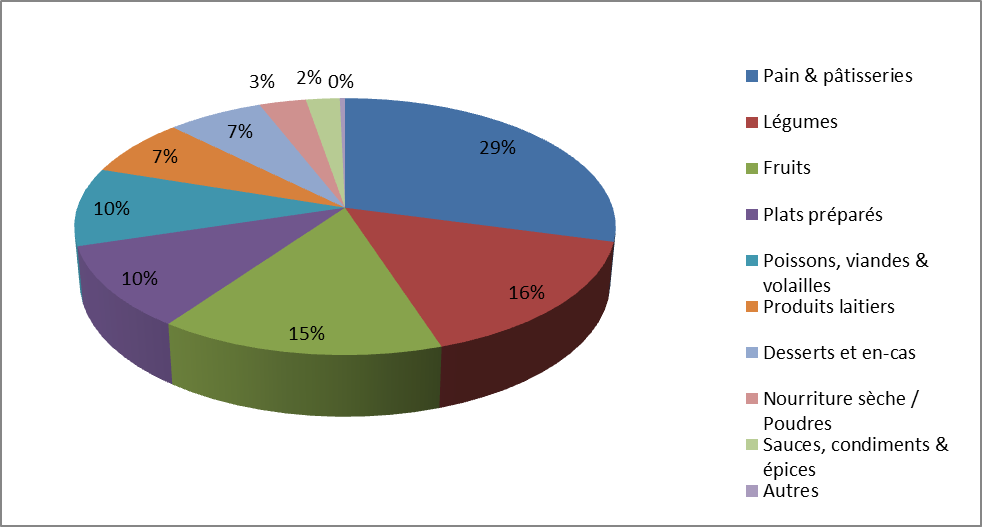 3%
2%
0%
7%
29%
7%
10%
10%
16%
15%
Pain & pâtisseries
Légumes
Fruits
Plats préparés
Poissons, viandes &
volailles
Produits laitiers
Desserts et en-cas
Nourriture sèche /
Poudres
Sauces, condiments &
épices
Autres